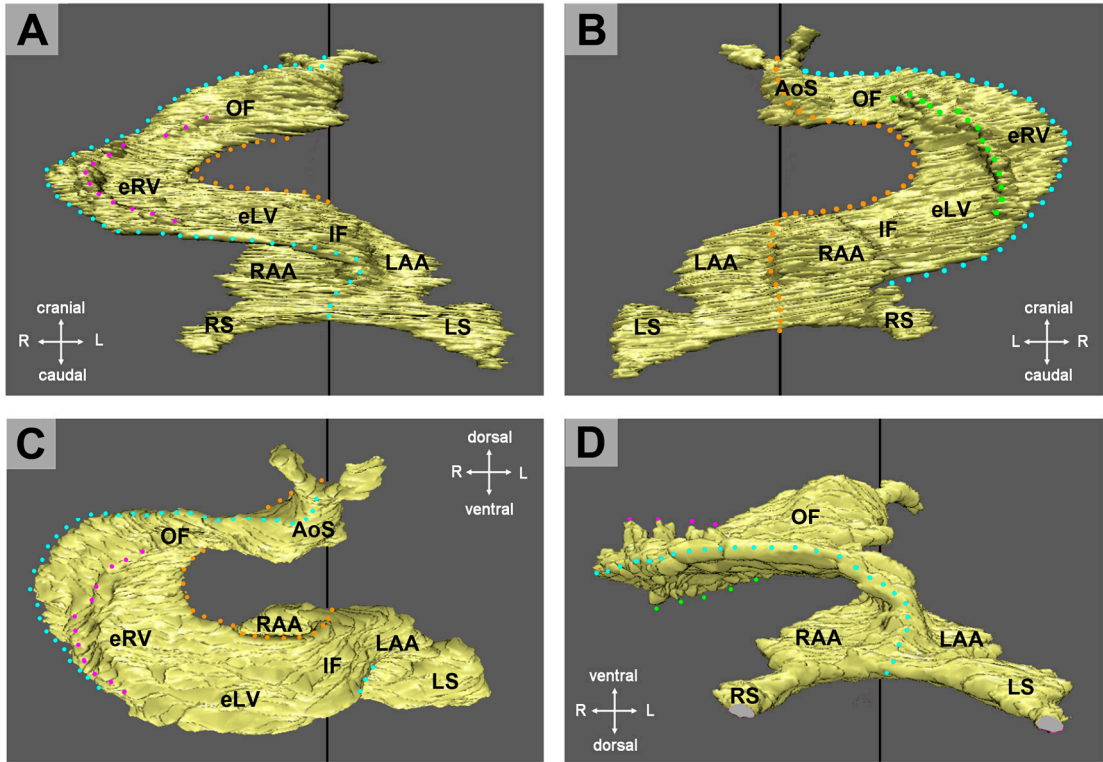 A
OF
eRV
eLV
IF
RAA
LAA
RS
LS
cranial
R L
caudal
B
AoS
OF
eRV
eLV
IF
LAA
RAA
LS
RS
cranial
L R
caudal
C
dorsal
R L
ventral
OF
AoS
eRV
RAA
LAA
IF
LS
eLV
D
OF
RAA
LAA
RS
LS
ventral
R L
dorsal